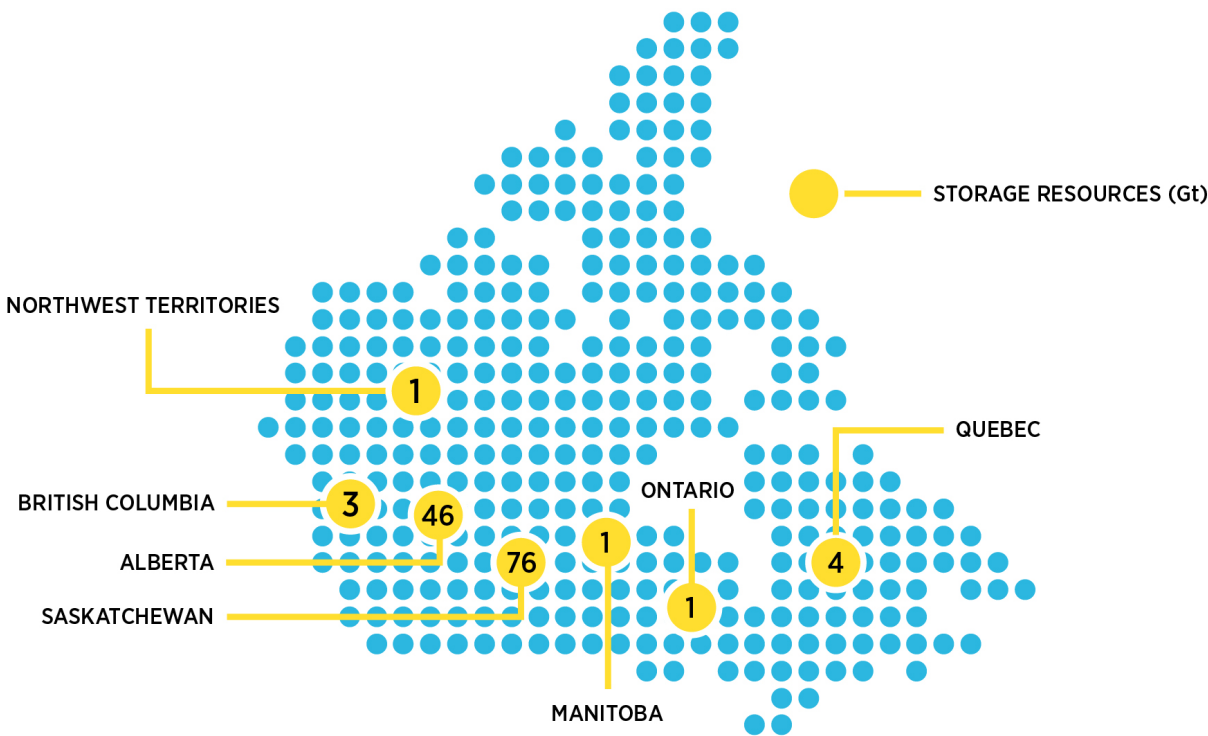 STORAGE RESOURCES (Gt)
NORTHWEST TERRITORIES
1
QUEBEC
BRITISH COLUMBIA
3
ONTARIO
46
ALBERTA
76
1
4
SASKATCHEWAN
1
MANITOBA